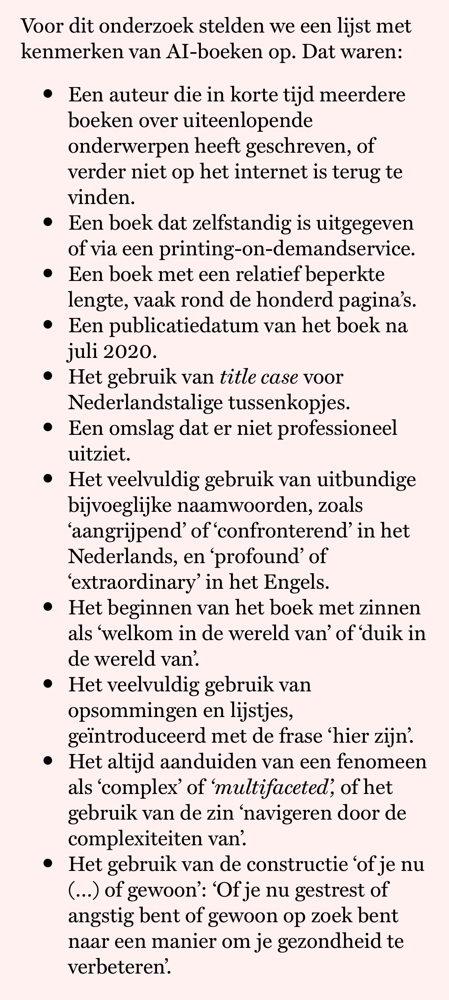 Voor dit onderzoek stelden we een lijst met
kenmerken van AI-boeken op. Dat waren:
• Een auteur die in korte tijd meerdere
boeken over uiteenlopende
onderwerpen heeft geschreven, of
verder niet op het internet is terug te
vinden.
• Een boek dat zelfstandig is uitgegeven
of via een printing-on-demandservice.
• Een boek met een relatief beperkte
lengte, vaak rond de honderd pagina’s.
• Een publicatiedatum van het boek na
juli 2020.
• Het gebruik van title case voor
Nederlandstalige tussenkopjes.
• Een omslag dat er niet professioneel
uitziet.
• Het veelvuldig gebruik van uitbundige
bijvoeglijke naamwoorden, zoals
‘aangrijpend’ of ‘confronterend’ in het
Nederlands, en ‘profound’ of
‘extraordinary’ in het Engels.
• Het beginnen van het boek met zinnen
als ‘welkom in de wereld van’ of ‘duik in
de wereld van’.
• Het veelvuldig gebruik van
opsommingen en lijstjes,
geïntroduceerd met de frase ‘hier zijn’.
• Het altijd aanduiden van een fenomeen
als ‘complex’ of ‘multifaceted’, of het
gebruik van de zin ‘navigeren door de
complexiteiten van’.
• Het gebruik van de constructie ‘of je nu
(...) of gewoon’: ‘Of je nu gestrest of
angstig bent of gewoon op zoek bent
naar een manier om je gezondheid te
verbeteren’.